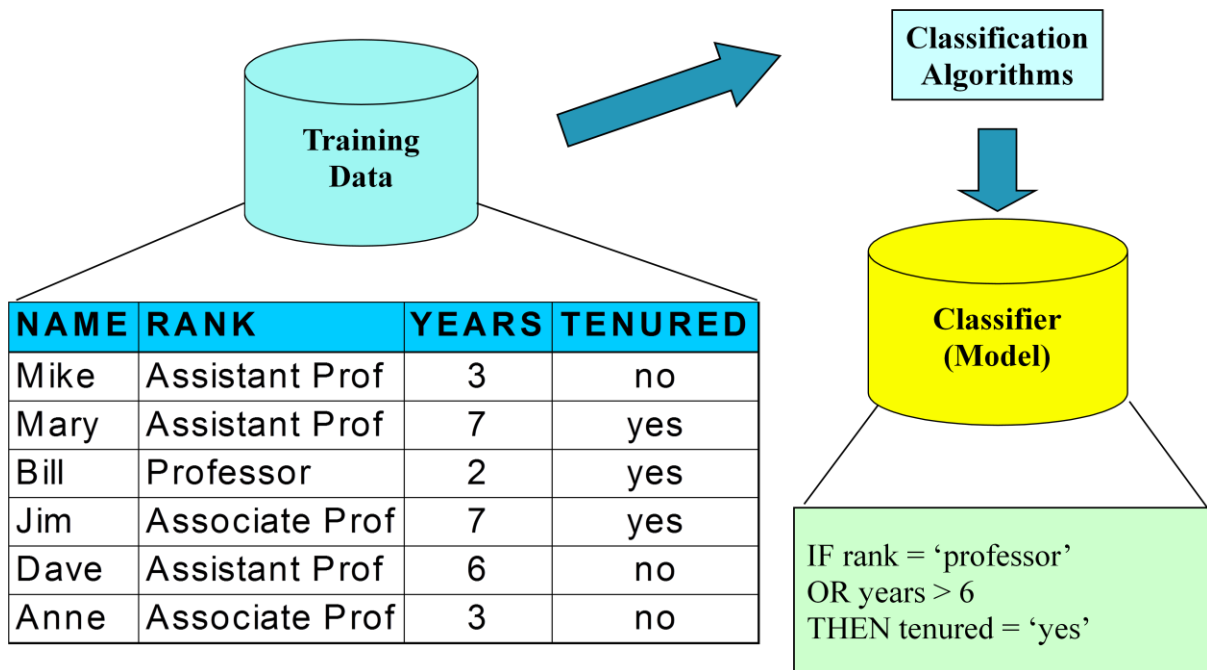 Training
Data
Classification
Algorithms
NAME RANK YEARS TENURED
Mike Assistant Prof 3 no
Mary Assistant Prof 7 yes
Bill Professor 2 yes
Jim Associate Prof 7 yes
Dave Assistant Prof 6 no
Anne Associate Prof 3 no
Classifier
(Model)
IF rank = ‘professor’
OR years > 6
THEN tenured = ‘yes’